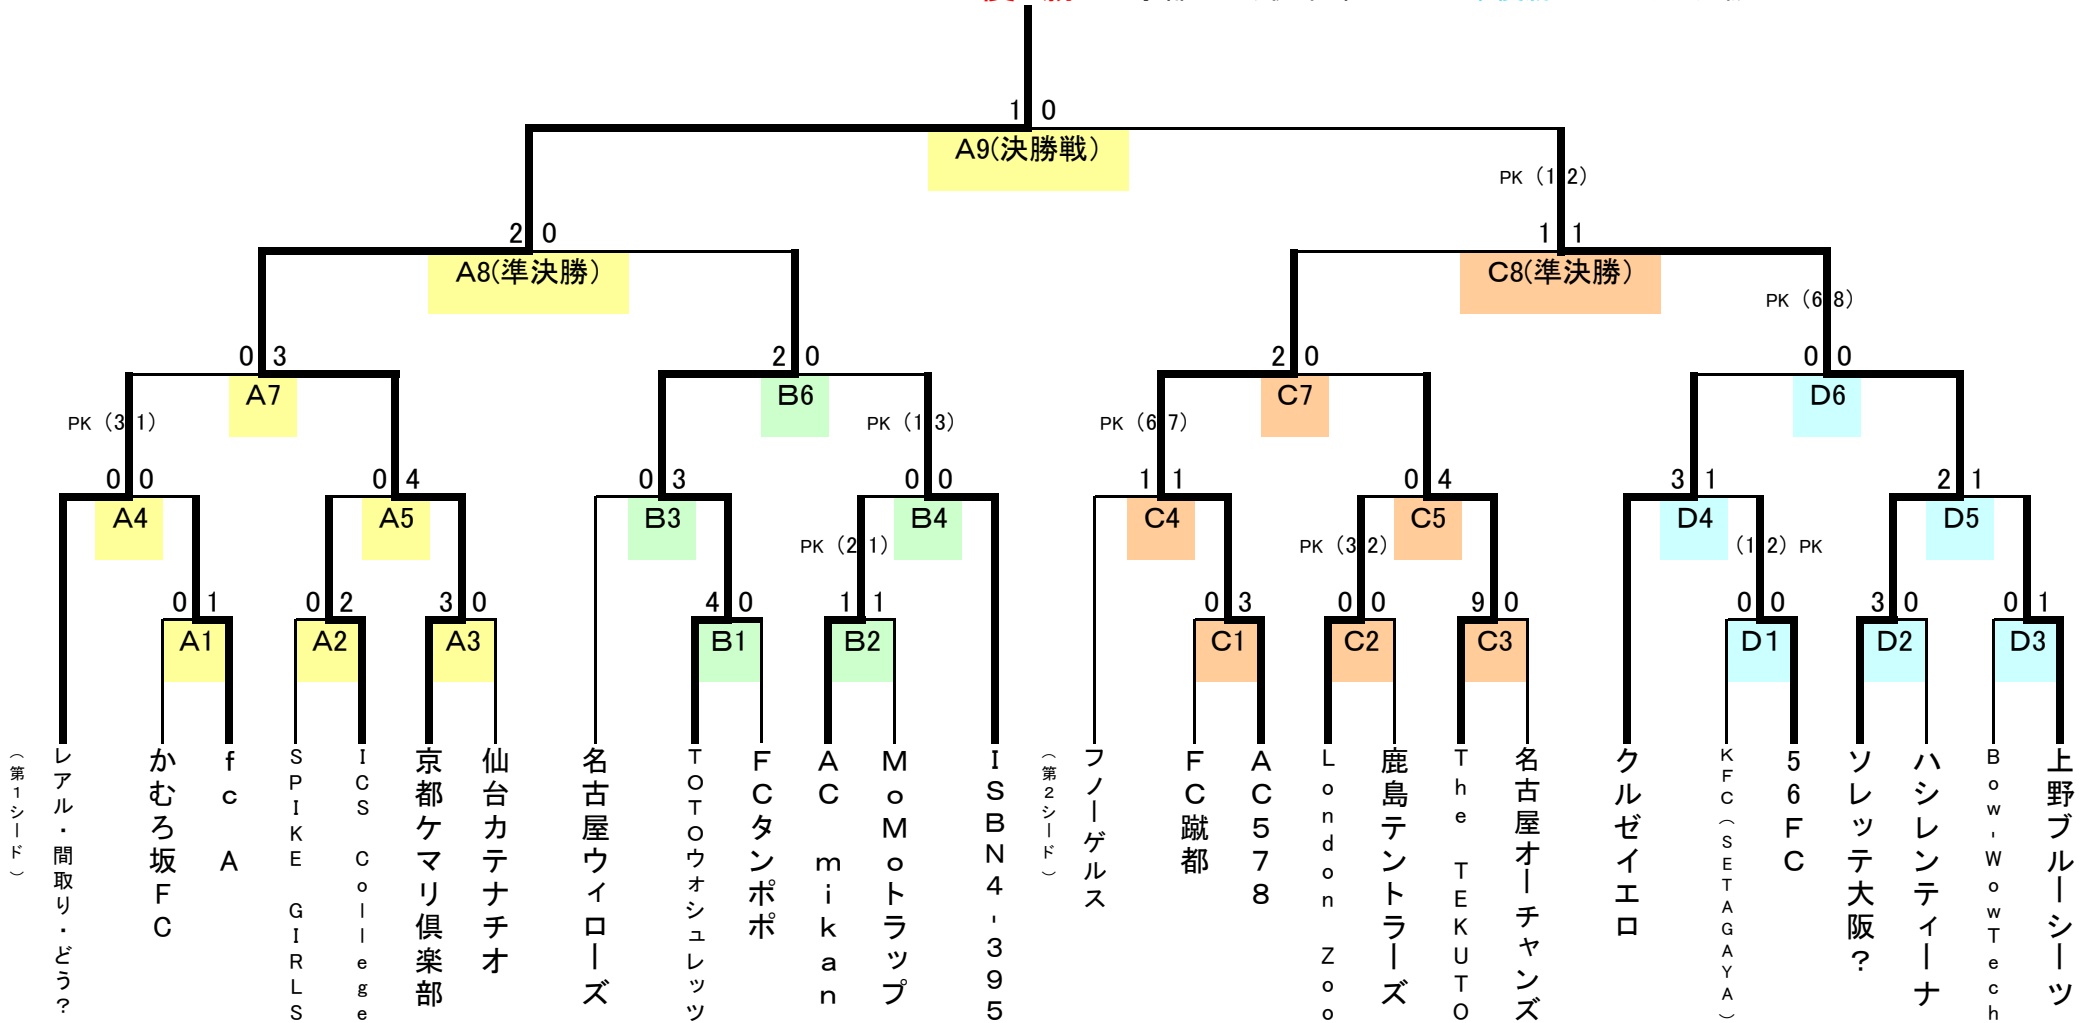 1 0
A9(決勝戦)
PK (1 2)
2 0
1 1
A8(準決勝)
C8(準決勝)
PK (6 8)
0 3
2 0
2 0
0 0
A7
B6
C7
D6
PK (3 1)
PK (1 3)
PK (6 7)
0 0
0 4
0 3
0 0
1 1
0 4
3 1
2 1
A4
A5
B3
B4
C4
C5
D4
D5
PK (2 1)
PK (3 2)
(1 2) PK
0 1
0 2
3 0
4 0
1 1
0 3
0 0
9 0
0 0
3 0
0 1
A1
A2
A3
B1
B2
C1
C2
C3
D1
D2
D3
(第1シード)
レアル・間取り・どう?
かむろ坂FC
fc A
SPIKE GIRLS
ICS College
京都ケマリ倶楽部
仙台カテナチオ
名古屋ウィローズ
TOTOウオシュレッツ
FCタンポポ
AC mikan
MoMoトラップ
ISBN4-395
(第2シード)
フノーゲルス
FC蹴都
AC578
London Zoo
鹿島テントラーズ
The TEKUTO
名古屋オーチャンズ
クルゼイエロ
KFC(SETAGAYA)
56FC
ソレッテ大阪?
ハシレンティーナ
Bow-WowTech
上野ブルーシーツ